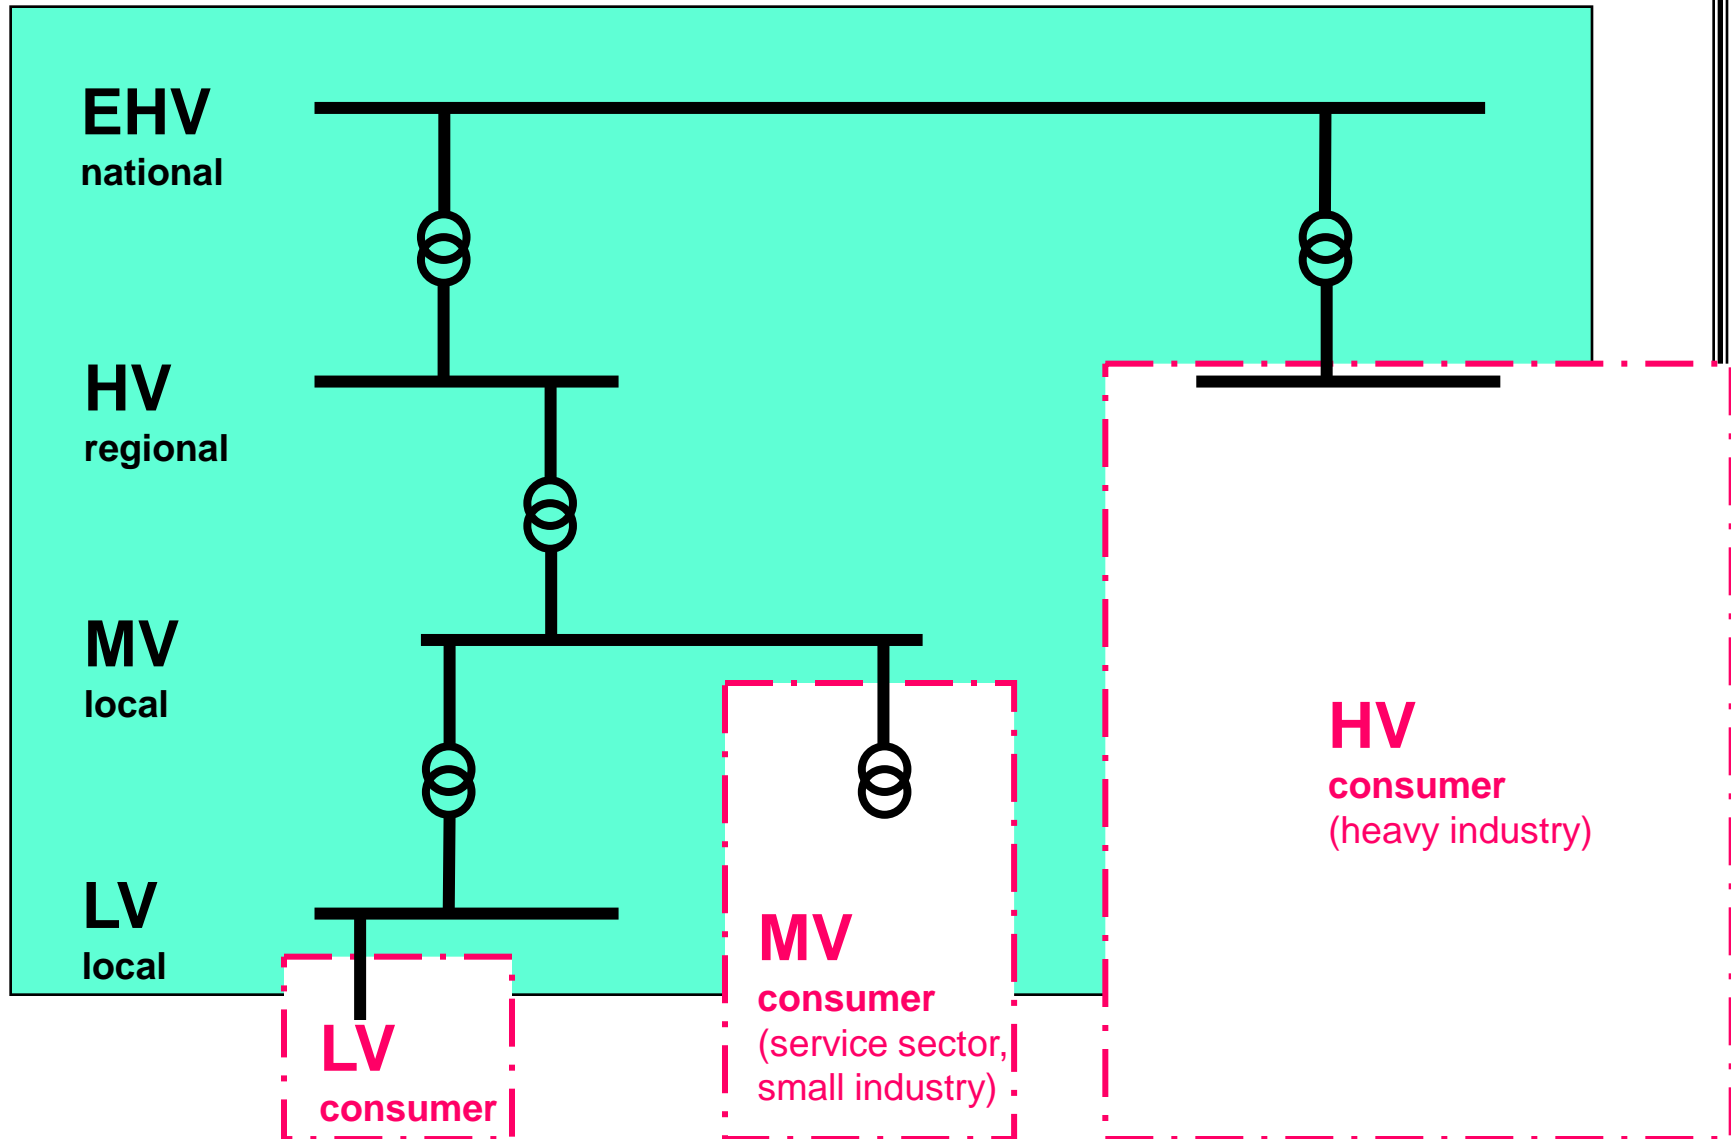 EHV
national
HV
regional
MV
local
LV
local
LV
consumer
MV
consumer
(service sector,
small industry)
HV
consumer
(heavy industry)